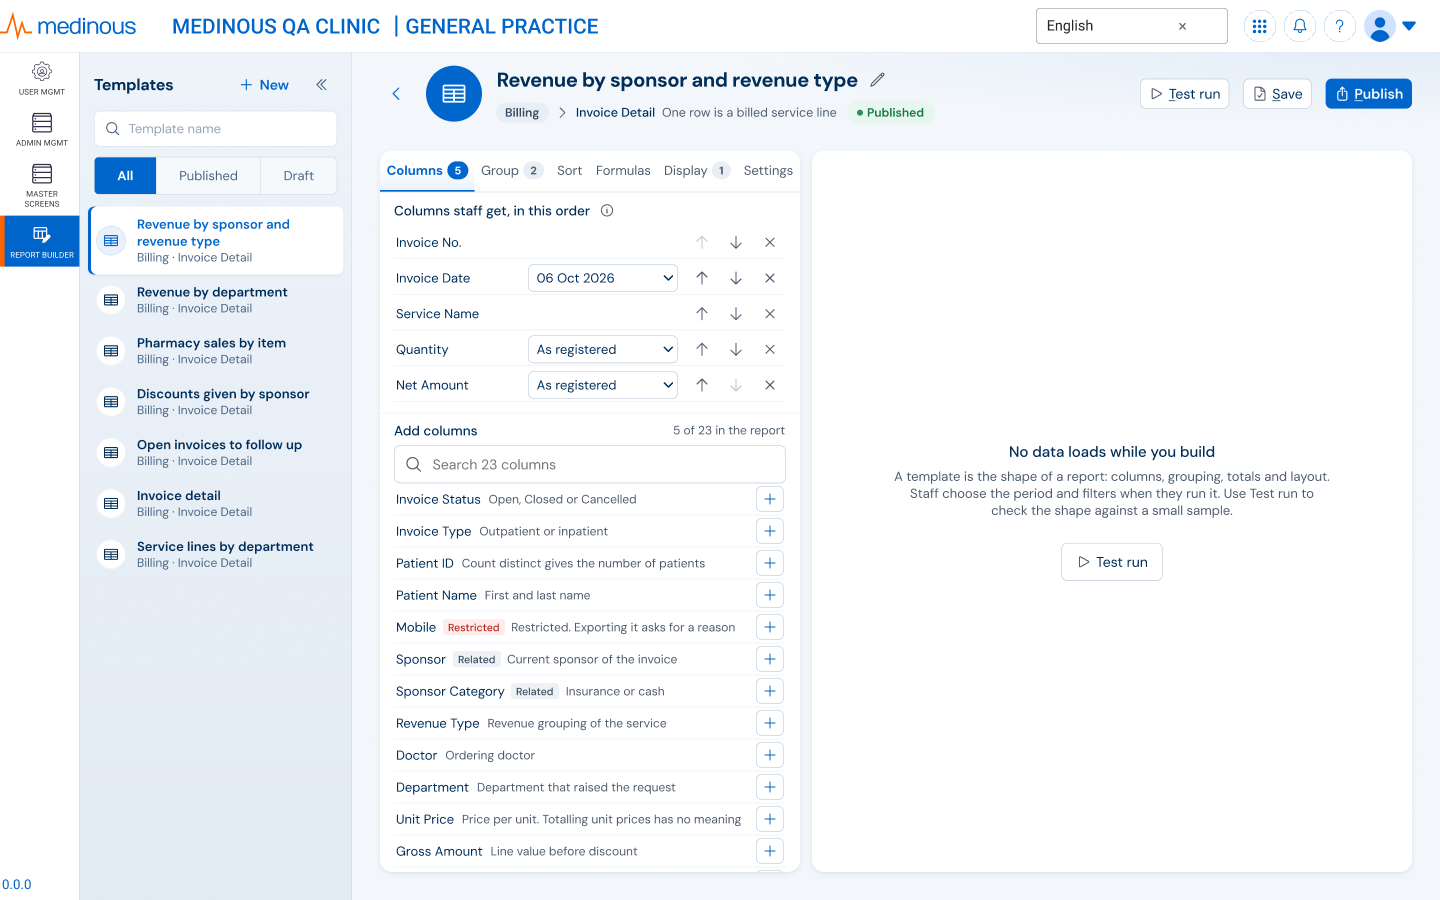 medinous
MEDINOUS QA CLINIC | GENERAL PRACTICE
English
USER MGMT
ADMIN MGMT
MASTER
SCREENS
REPORT BUILDER
0.0.0
Templates
+ New
Template name
All
Published
Draft
Revenue by sponsor and
revenue type
Billing · Invoice Detail
Revenue by department
Billing · Invoice Detail
Pharmacy sales by item
Billing · Invoice Detail
Discounts given by sponsor
Billing · Invoice Detail
Open invoices to follow up
Billing · Invoice Detail
Invoice detail
Billing · Invoice Detail
Service lines by department
Billing · Invoice Detail
Revenue by sponsor and revenue type
Billing > Invoice Detail One row is a billed service line Published
Test run
Save
Publish
Columns 5 Group 2 Sort Formulas Display 1 Settings
Columns staff get, in this order
Invoice No.
Invoice Date 06 Oct 2026
Service Name
Quantity As registered
Net Amount As registered
Add columns 5 of 23 in the report
Search 23 columns
Invoice Status Open, Closed or Cancelled
Invoice Type Outpatient or inpatient
Patient ID Count distinct gives the number of patients
Patient Name First and last name
Mobile Restricted Restricted. Exporting it asks for a reason
Sponsor Related Current sponsor of the invoice
Sponsor Category Related Insurance or cash
Revenue Type Revenue grouping of the service
Doctor Ordering doctor
Department Department that raised the request
Unit Price Price per unit. Totalling unit prices has no meaning
Gross Amount Line value before discount
No data loads while you build
A template is the shape of a report: columns, grouping, totals and layout.
Staff choose the period and filters when they run it. Use Test run to
check the shape against a small sample.
Test run